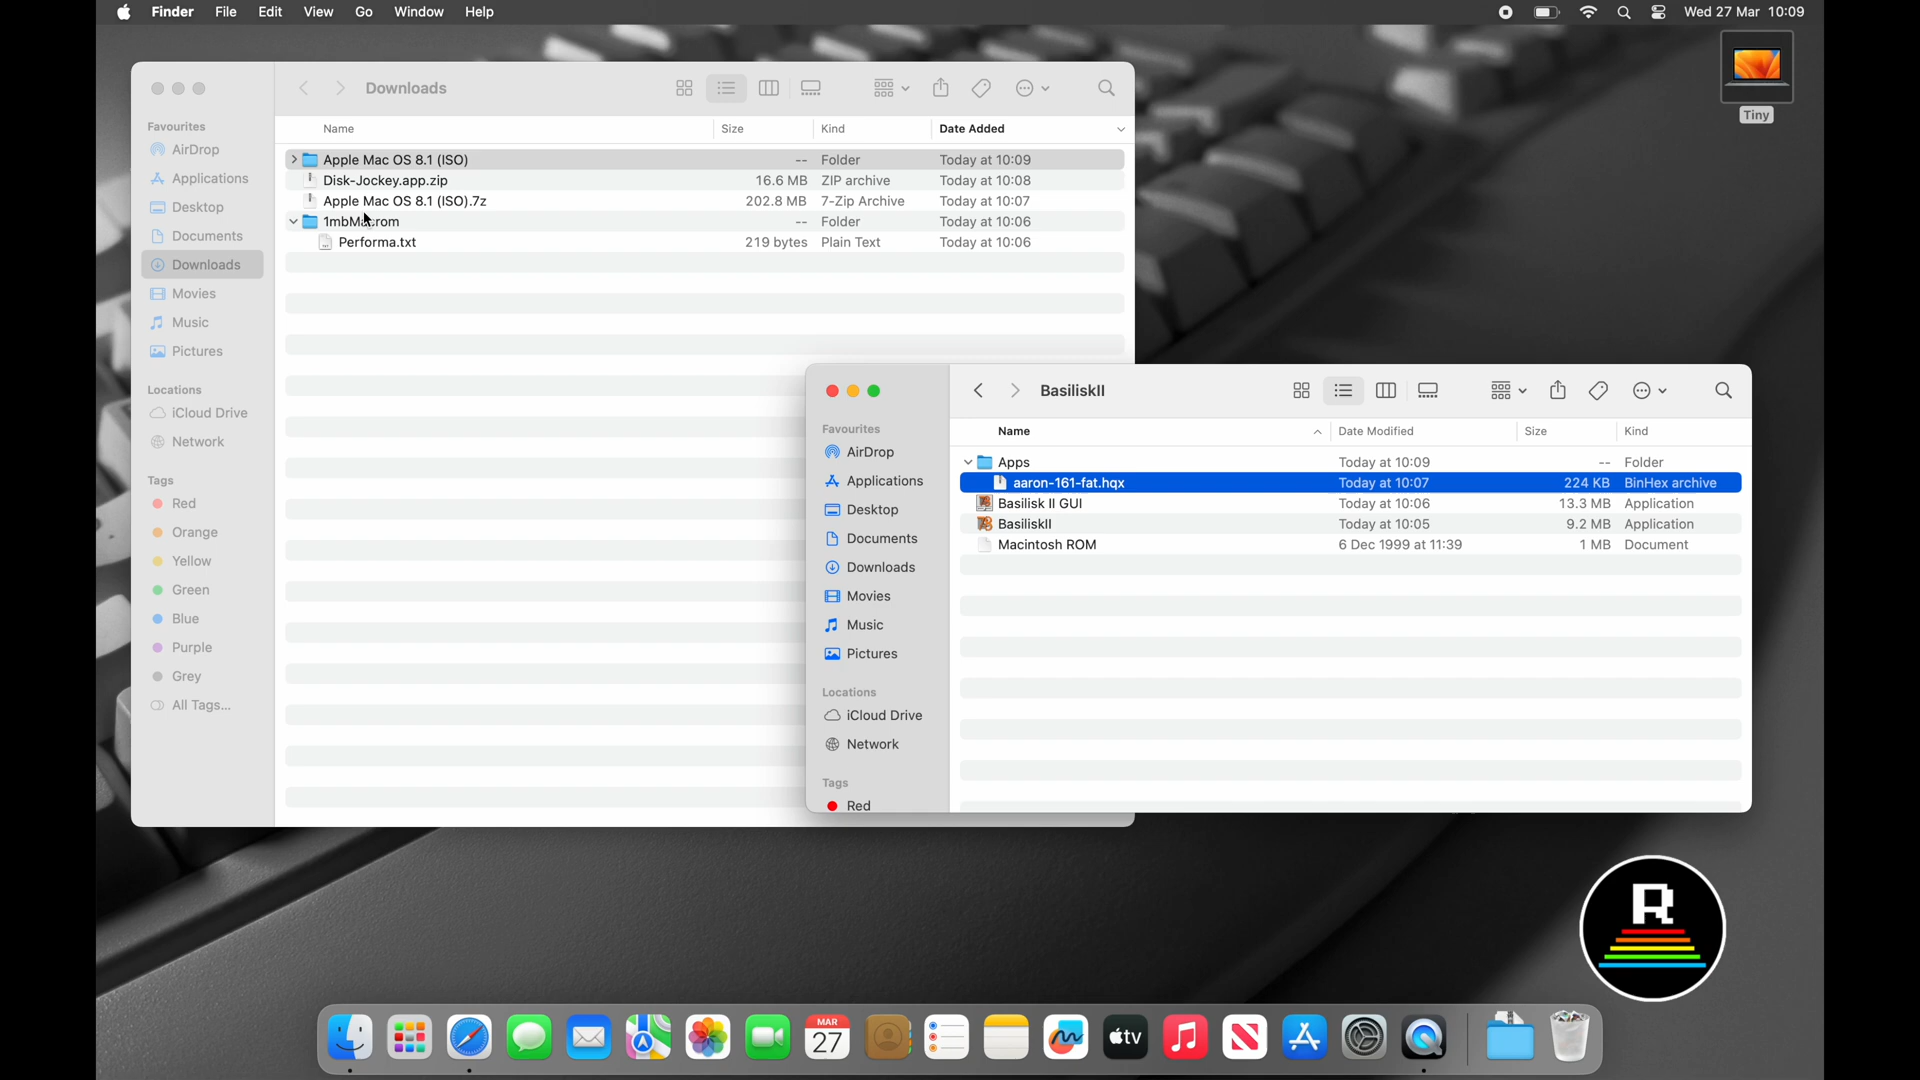 Finder File Edit View Go Window Help Wed 27 Mar 10:09
Tiny
Downloads
Favourites
AirDrop
Applications
Desktop
Documents
Downloads
Movies
Music
Pictures
Locations
iCloud Drive
Network
Tags
Red
Orange
Yellow
Green
Blue
Purple
Grey
All Tags...
Name Size Kind Date Added
Apple Mac OS 8.1 (ISO) -- Folder Today at 10:09
Disk-Jockey.app.zip 16.6 MB ZIP archive Today at 10:08
Apple Mac OS 8.1 (ISO).7z 202.8 MB 7-Zip Archive Today at 10:07
1mbMac.rom -- Folder Today at 10:06
Performa.txt 219 bytes Plain Text Today at 10:06
BasiliskII
Favourites
AirDrop
Applications
Desktop
Documents
Downloads
Movies
Music
Pictures
Locations
iCloud Drive
Network
Tags
Red
Name Date Modified Size Kind
Apps Today at 10:09 -- Folder
aaron-161-fat.hqx Today at 10:07 224 KB BinHex archive
Basilisk II GUI Today at 10:06 13.3 MB Application
BasiliskII Today at 10:05 9.2 MB Application
Macintosh ROM 6 Dec 1999 at 11:39 1 MB Document
R
MAR
27
tv